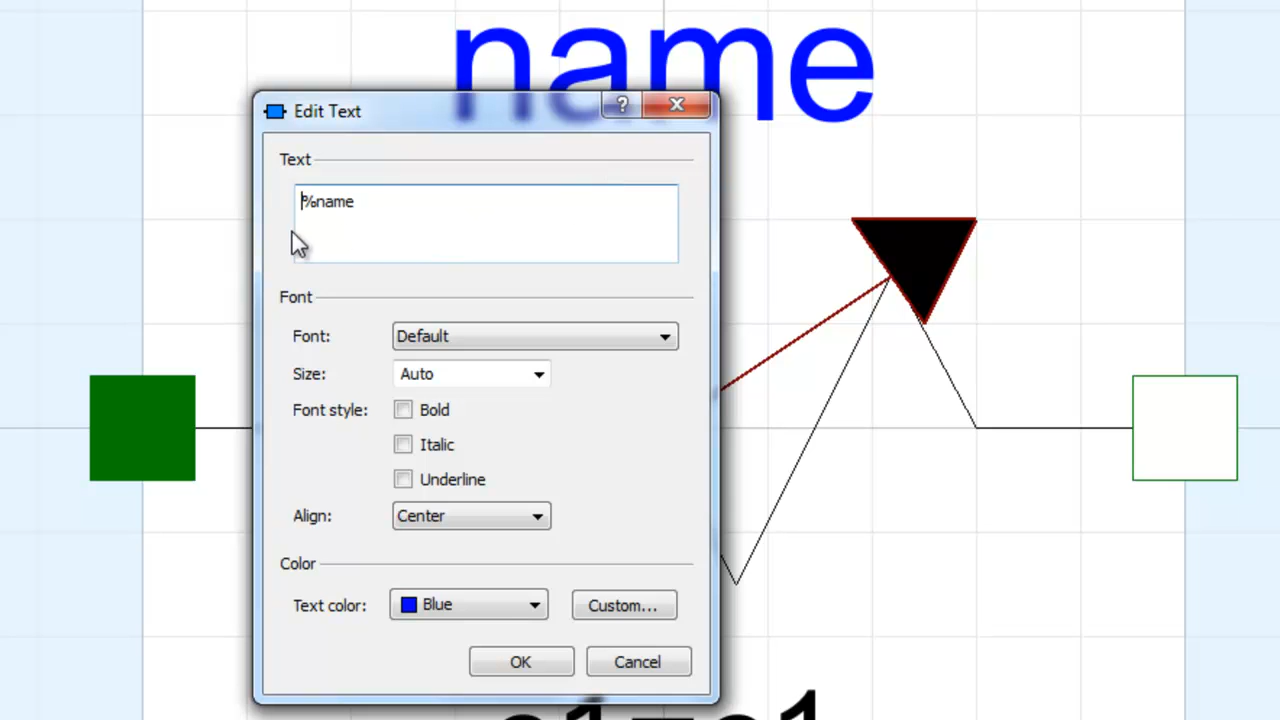 name
Edit Text
?
Text
%name
Font
Font: Default
Size: Auto
Font style: Bold
Italic
Underline
Align: Center
Color
Text color: Blue Custom...
OK Cancel